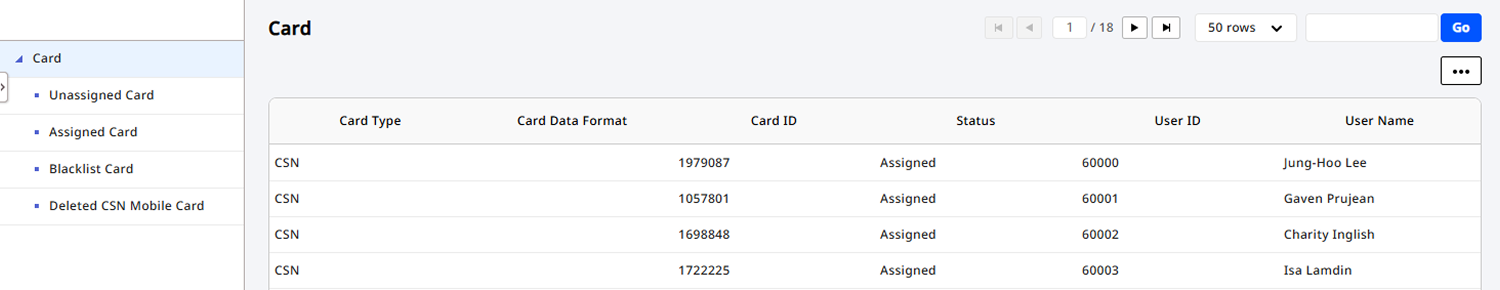 Card
Unassigned Card
Assigned Card
Blacklist Card
Deleted CSN Mobile Card
Card
1 / 18
50 rows
Go
Card Type Card Data Format Card ID Status User ID User Name
CSN 1979087 Assigned 60000 Jung-Hoo Lee
CSN 1057801 Assigned 60001 Gaven Prujean
CSN 1698848 Assigned 60002 Charity Inglish
CSN 1722225 Assigned 60003 Isa Lamdin